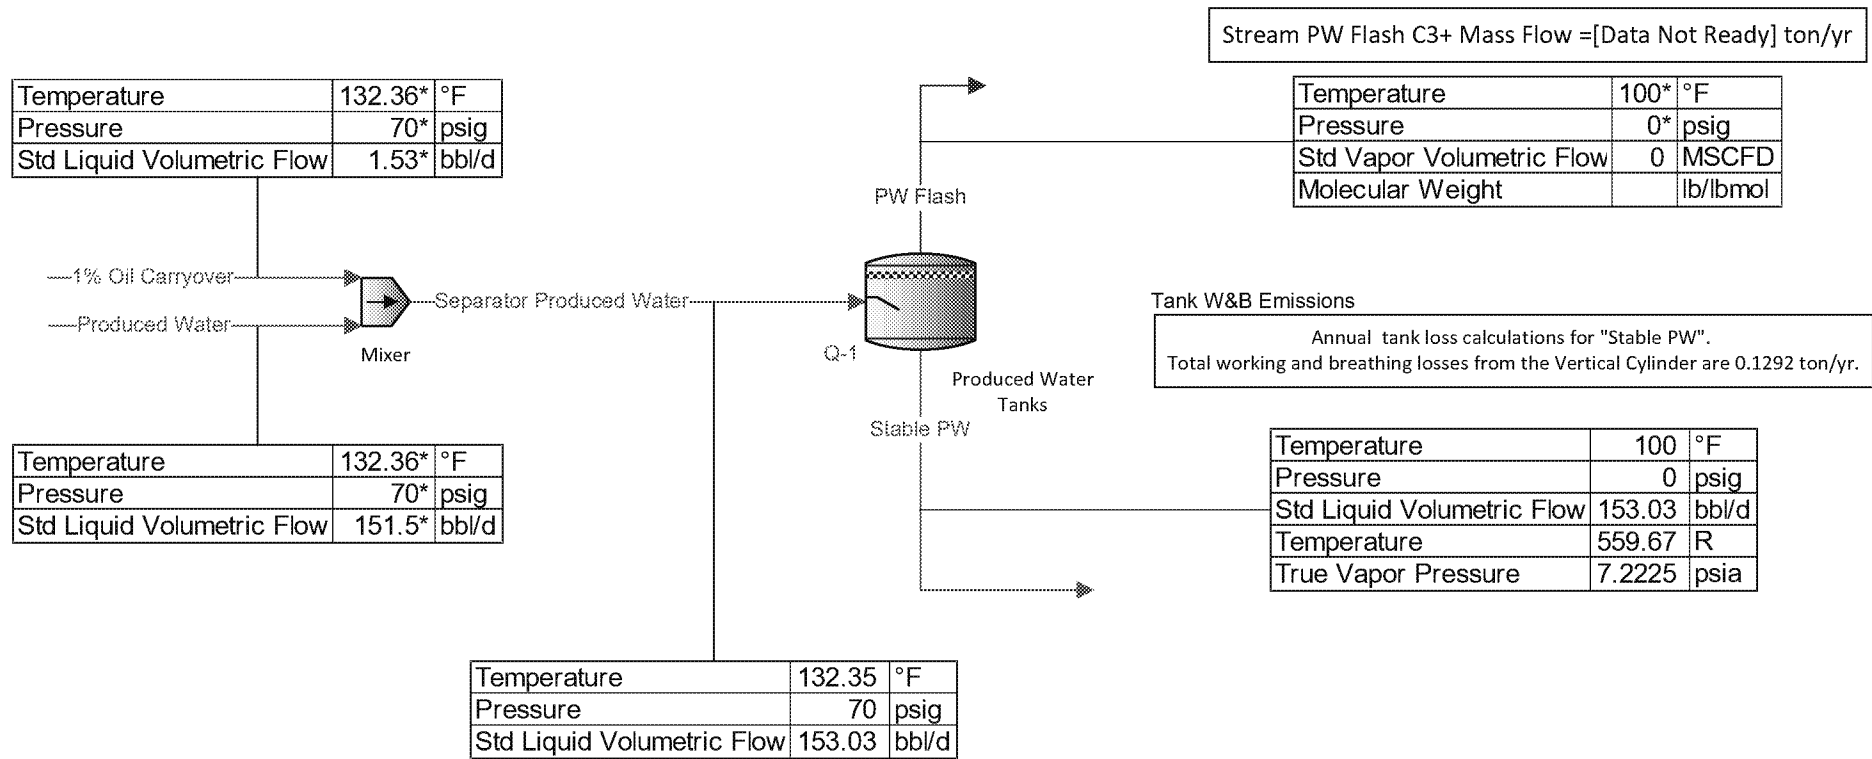 Stream PW Flash C3+ Mass Flow =[Data Not Ready] ton/yr
Temperature 132.36* °F
Pressure 70* psig
Std Liquid Volumetric Flow 1.53* bbl/d
Temperature 100* °F
Pressure 0* psig
Std Vapor Volumetric Flow 0 MSCFD
Molecular Weight lb/lbmol
PW Flash
1% Oil Carryover
Produced Water
Mixer
Separator Produced Water
Q-1
Produced Water
Tanks
Stable PW
Tank W&B Emissions
Annual tank loss calculations for "Stable PW".
Total working and breathing losses from the Vertical Cylinder are 0.1292 ton/yr.
Temperature 132.36* °F
Pressure 70* psig
Std Liquid Volumetric Flow 151.5* bbl/d
Temperature 100 °F
Pressure 0 psig
Std Liquid Volumetric Flow 153.03 bbl/d
Temperature 559.67 R
True Vapor Pressure 7.2225 psia
Temperature 132.35 °F
Pressure 70 psig
Std Liquid Volumetric Flow 153.03 bbl/d